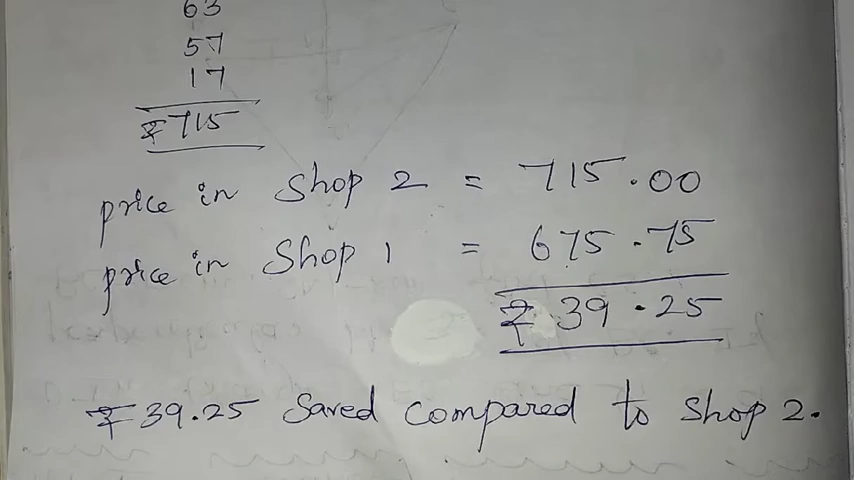 63
57
17
₹715
price in Shop 2 = 715.00
price in Shop 1 = 675.75
₹ 39.25
₹39.25 Saved compared to Shop 2.